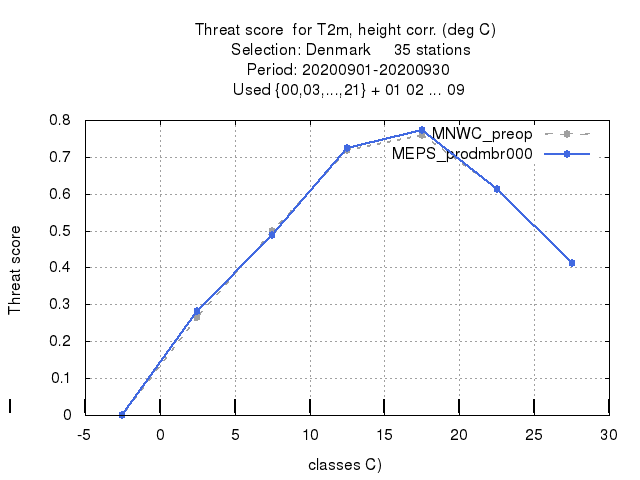 Threat score  for T2m, height corr. (deg C)
Selection: Denmark     35 stations
Period: 20200901-20200930
Used {00,03,...,21} + 01 02 ... 09
MNWC_preop
MEPS_prodmbr000
Threat score
0.8
0.7
0.6
0.5
0.4
0.3
0.2
0.1
0
-5 0 5 10 15 20 25 30
classes C)